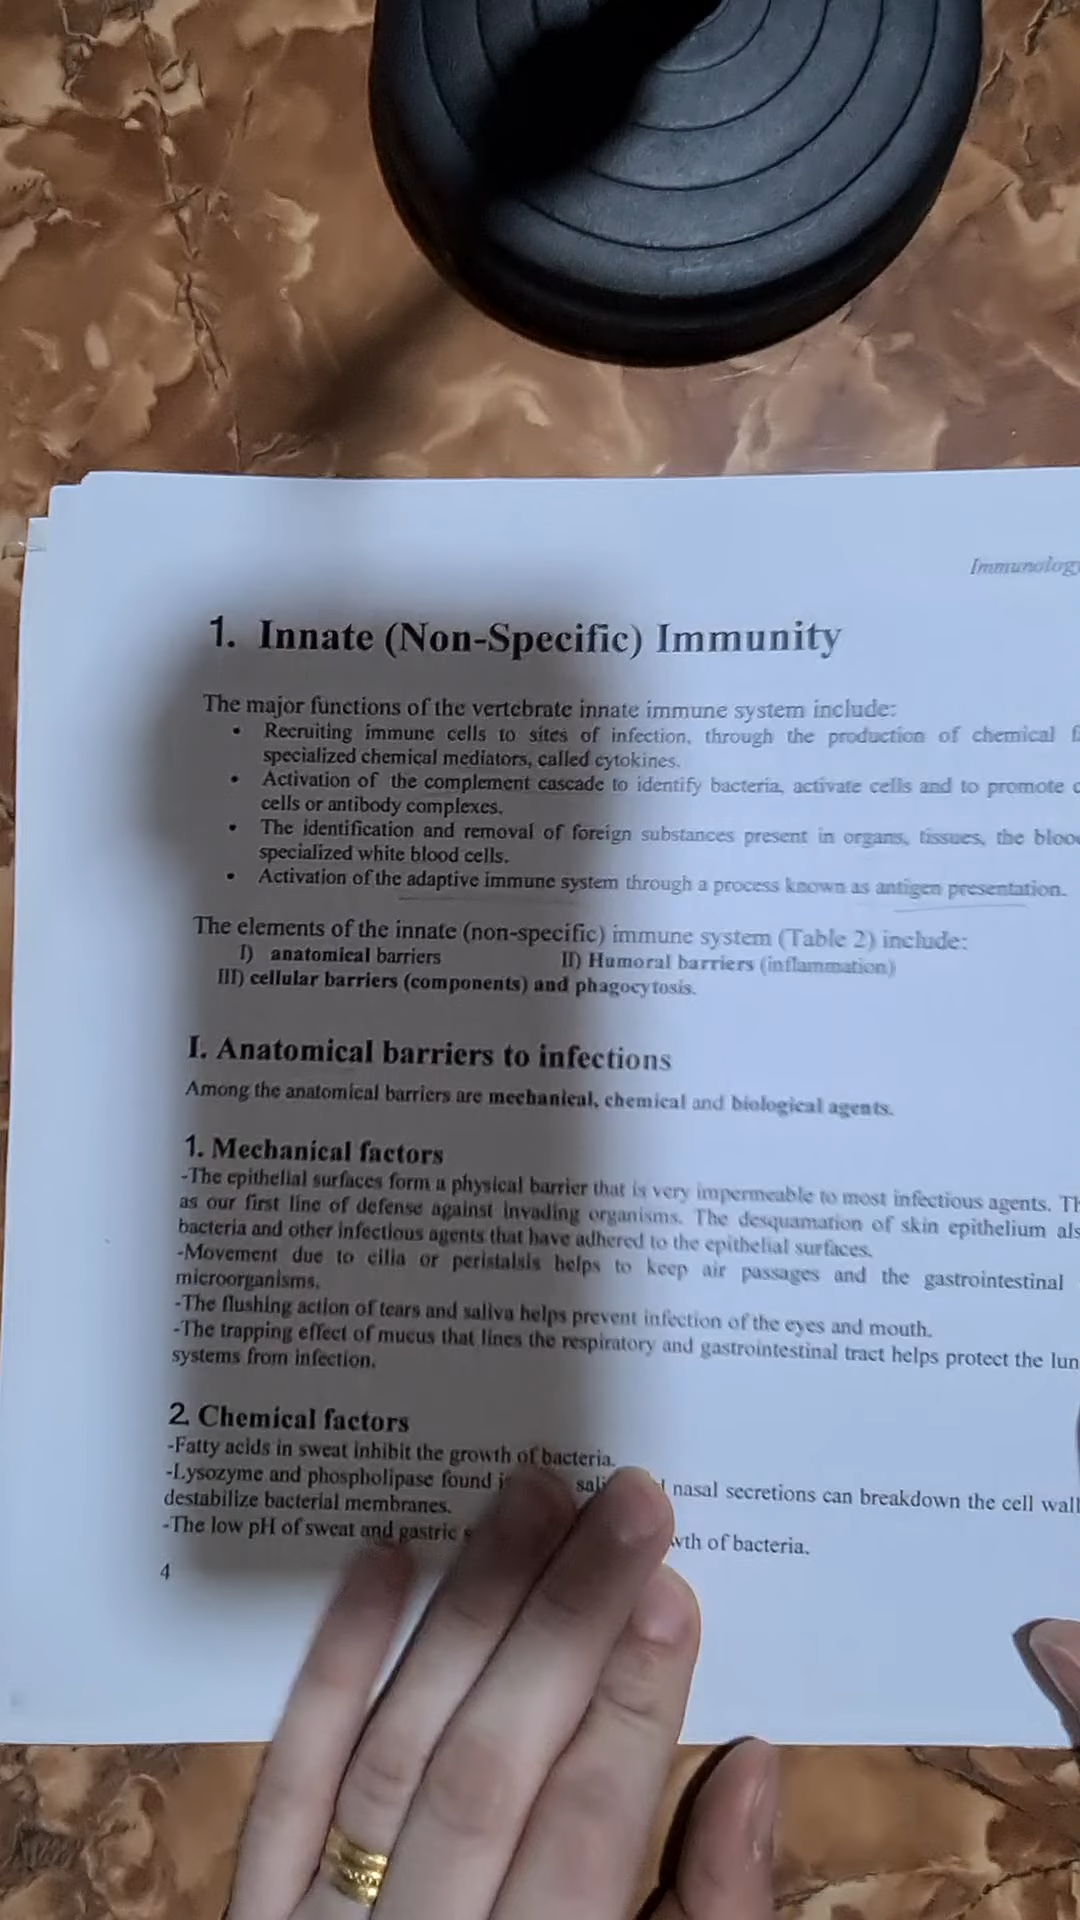 Immunology
1. Innate (Non-Specific) Immunity
The major functions of the vertebrate innate immune system include:
• Recruiting immune cells to sites of infection, through the production of chemical
specialized chemical mediators, called cytokines.
• Activation of the complement cascade to identify bacteria, activate cells and to promote
cells or antibody complexes.
• The identification and removal of foreign substances present in organs, tissues, the
specialized white blood cells.
• Activation of the adaptive immune system through a process known as antigen presentation.
The elements of the innate (non-specific) immune system (Table 2) include:
I) anatomical barriers II) Humoral barriers (inflammation)
III) cellular barriers (components) and phagocytosis.
I. Anatomical barriers to infections
Among the anatomical barriers are mechanical, chemical and biological agents.
1. Mechanical factors
-The epithelial surfaces form a physical barrier that is very impermeable to most infectious agents.
as our first line of defense against invading organisms. The desquamation of skin epithelium
bacteria and other infectious agents that have adhered to the epithelial surfaces.
-Movement due to cilia or peristalsis helps to keep air passages and the gastrointestinal
microorganisms.
-The flushing action of tears and saliva helps prevent infection of the eyes and mouth.
-The trapping effect of mucus that lines the respiratory and gastrointestinal tract helps protect the
systems from infection.
2. Chemical factors
-Fatty acids in sweat inhibit the growth of bacteria.
-Lysozyme and phospholipase found nasal secretions can breakdown the cell wall
destabilize bacterial membranes.
-The low pH of sweat and gastric of bacteria.
4